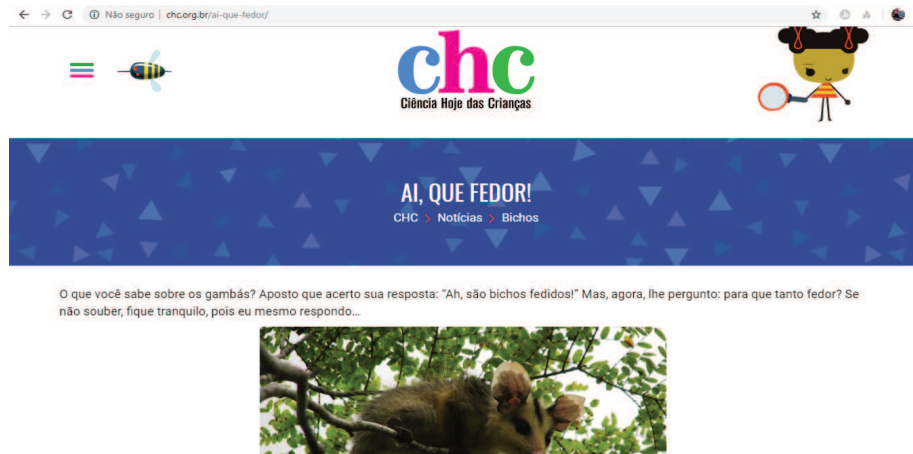 Não seguro | chc.org.br/ai-que-fedor/
chc
Ciência Hoje das Crianças
AI, QUE FEDOR!
CHC > Notícias > Bichos
O que você sabe sobre os gambás? Aposto que acerto sua resposta: “Ah, são bichos fedidos!” Mas, agora, lhe pergunto: para que tanto fedor? Se
não souber, fique tranquilo, pois eu mesmo respondo...